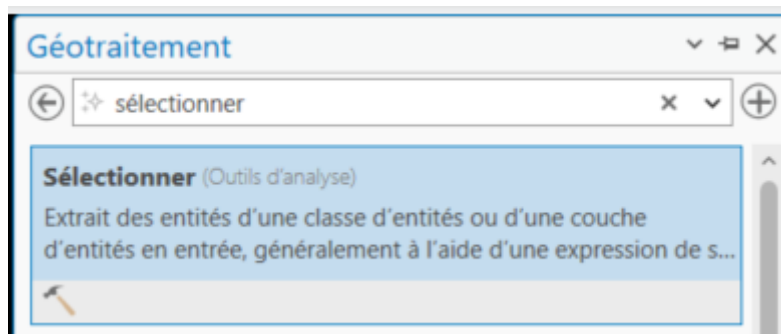 Géotraitement
sélectionner
Sélectionner (Outils d'analyse)
Extrait des entités d'une classe d'entités ou d'une couche
d'entités en entrée, généralement à l'aide d'une expression de s...